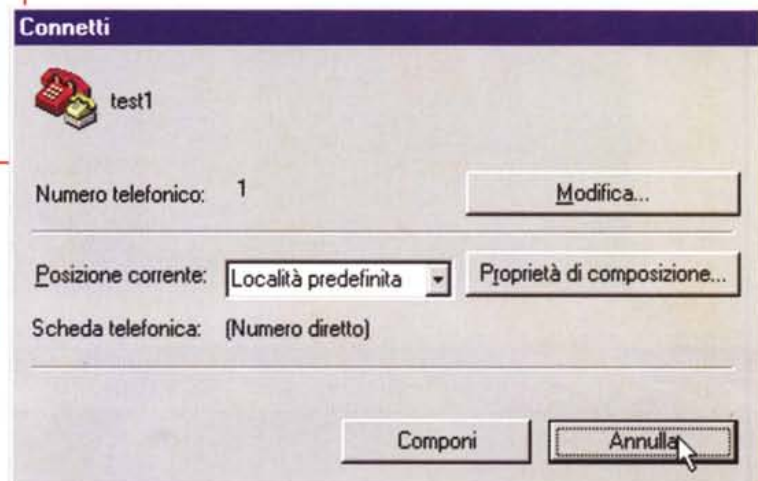 Connetti
test1
Numero telefonico: 1 Modifica...
Posizione corrente: Località predefinita Proprietà di composizione...
Scheda telefonica: (Numero diretto)
Componi Annulla